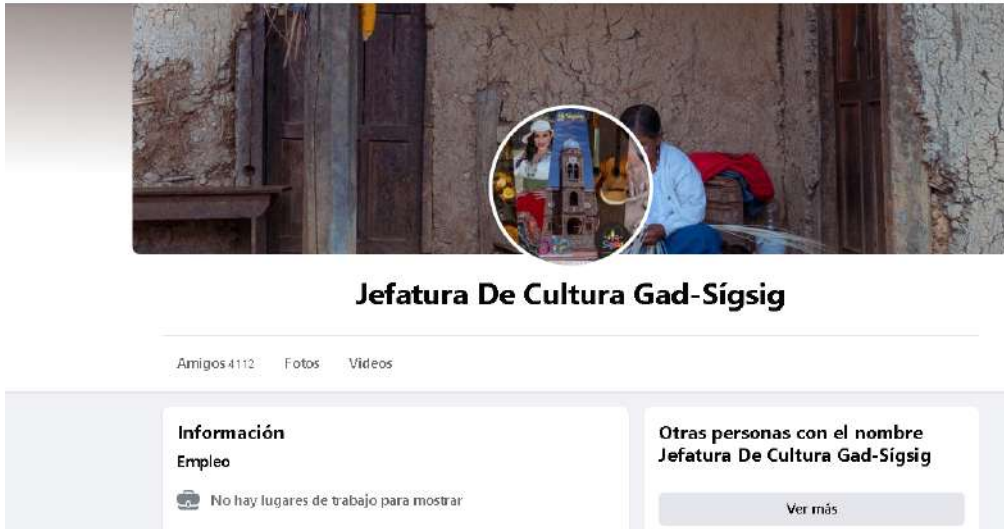 Sígsig
Jefatura De Cultura Gad-Sígsig
Amigos 4112 Fotos Videos
Información
Empleo
No hay lugares de trabajo para mostrar
Otras personas con el nombre
Jefatura De Cultura Gad-Sígsig
Ver más